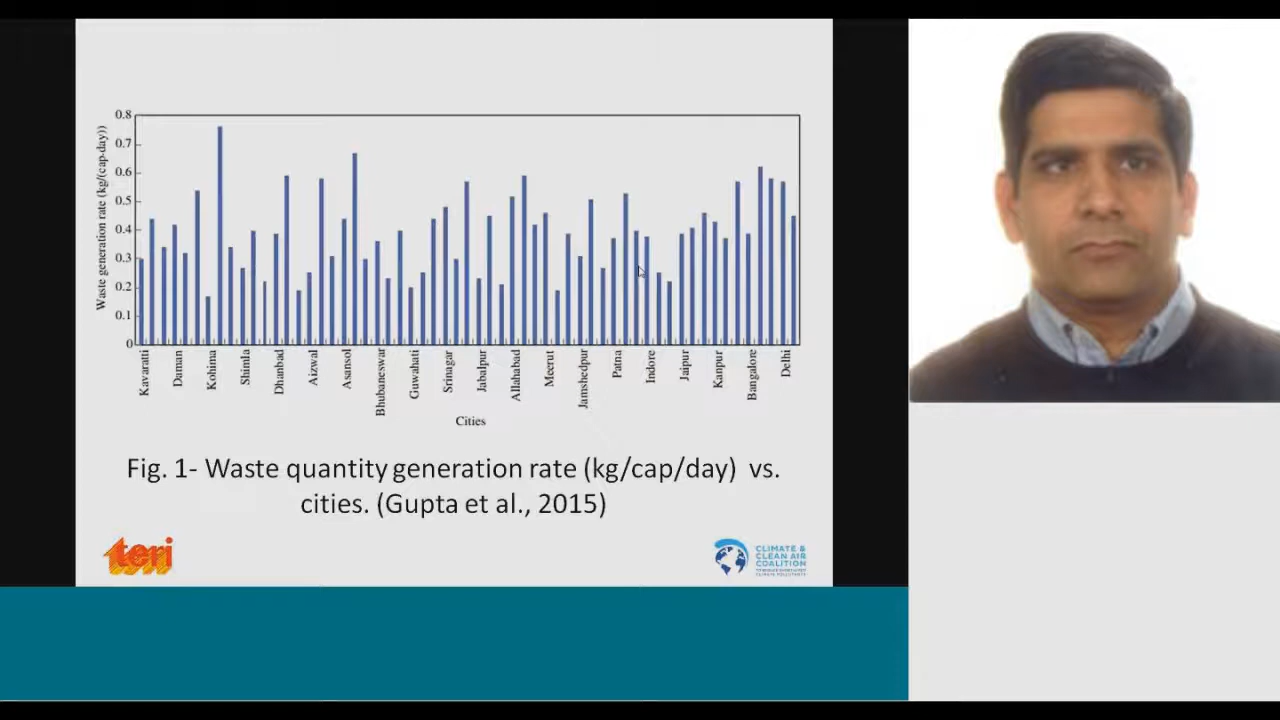 0.8
0.7
0.6
0.5
0.4
0.3
0.2
0.1
0
Waste generation rate (kg/(cap·day))
Kavaratti
Daman
Kohima
Shimla
Dhanbad
Aizwal
Asansol
Bhubaneswar
Guwahati
Srinagar
Jabalpur
Allahabad
Meerut
Jamshedpur
Patna
Indore
Jaipur
Kanpur
Bangalore
Delhi
Cities
Fig. 1- Waste quantity generation rate (kg/cap/day) vs.
cities. (Gupta et al., 2015)
teri
CLIMATE &
CLEAN AIR
COALITION